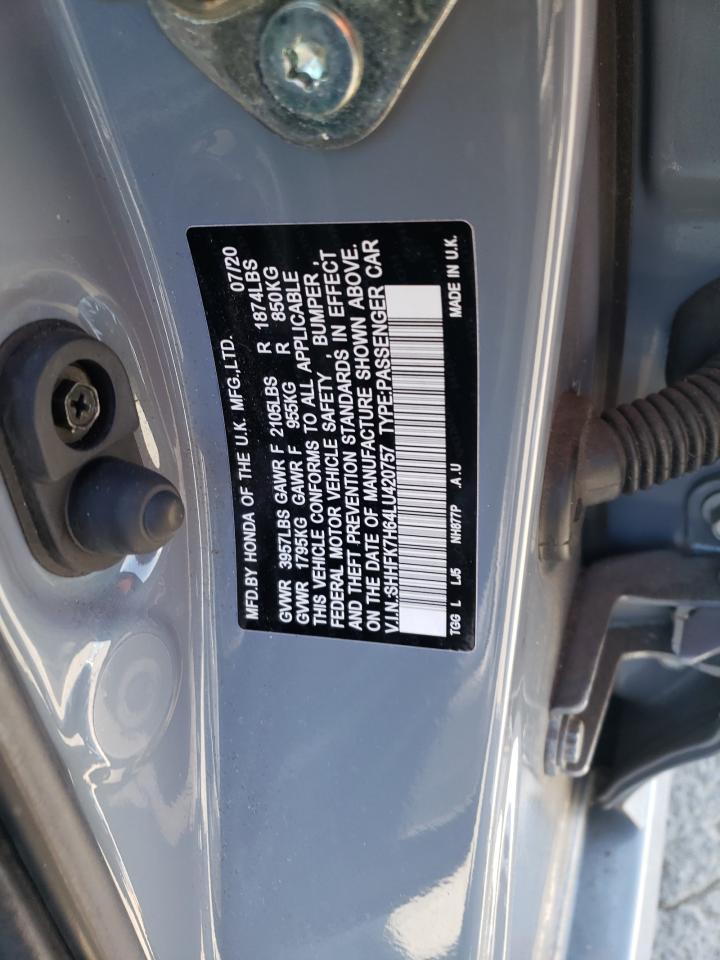 MFD.BY HONDA OF THE U.K. MFG.,LTD. 07/20
GVWR 3957LBS GAWR F 2105LBS R 1874LBS
GVWR 1795KG GAWR F 955KG R 850KG
THIS VEHICLE CONFORMS TO ALL APPLICABLE
FEDERAL MOTOR VEHICLE SAFETY , BUMPER ,
AND THEFT PREVENTION STANDARDS IN EFFECT
ON THE DATE OF MANUFACTURE SHOWN ABOVE.
V.I.N.:SHHFK7H64LU420757 TYPE:PASSENGER CAR
TGG L LJ5 NH877P A.U MADE IN U.K.